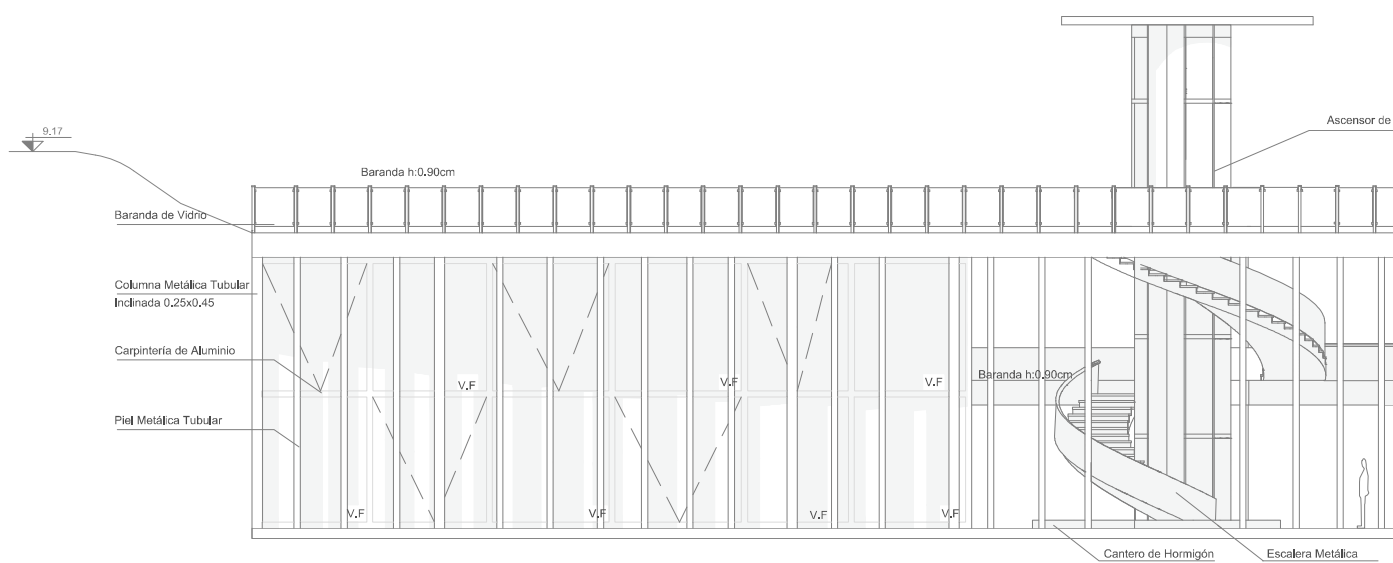 Ascensor de
9.17
Baranda h:0.90cm
Baranda de Vidrio
Columna Metálica Tubular
Inclinada 0.25x0.45
Carpintería de Aluminio
Baranda h:0.90cm
V.F
V.F
V.F
Piel Metálica Tubular
V.F
V.F
V.F
V.F
Cantero de Hormigón
Escalera Metálica